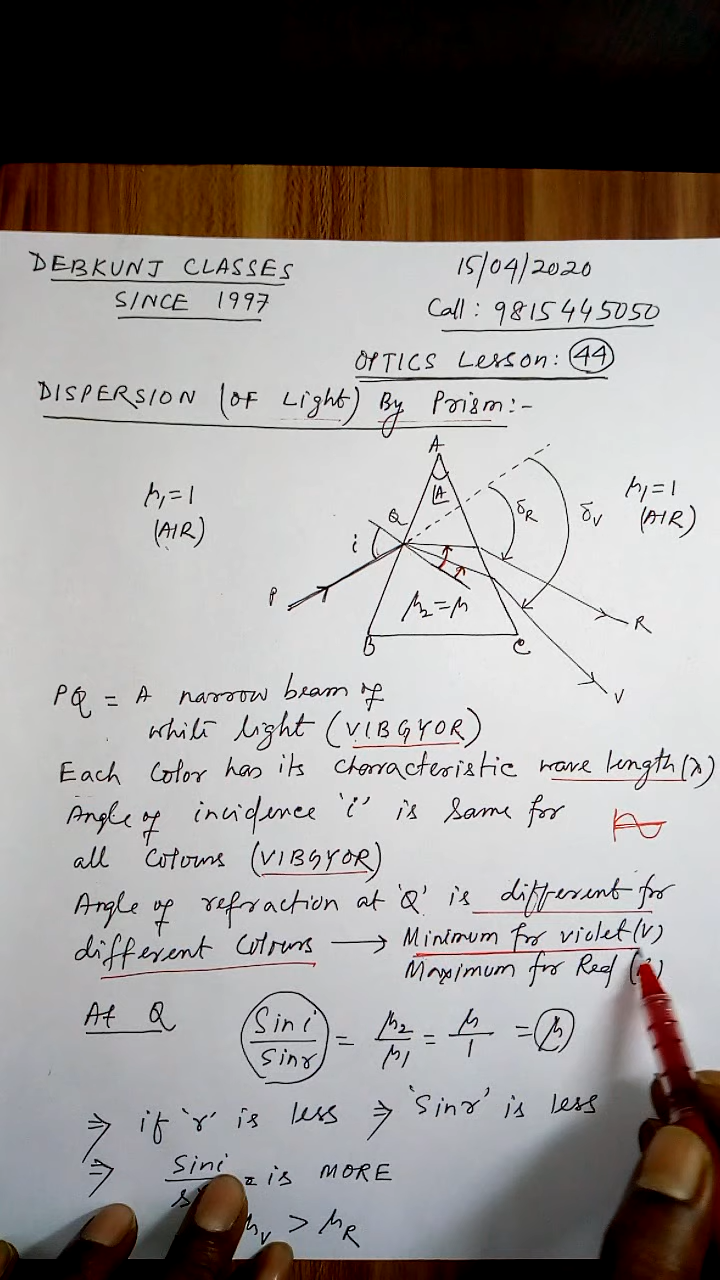 DEBKUNJ CLASSES
SINCE 1997
15/04/2020
Call: 9815445050
OPTICS Lesson: 44
DISPERSION (OF Light) By Prism:-
A
A
μ₁=1
(AIR)
Q
i
δR
δV
μ₁=1
(AIR)
P
μ₂=μ
R
B
C
V
PQ = A narrow beam of
white light (VIBGYOR)
Each Color has its characteristic wave length(λ)
Angle of incidence 'i' is same for
all Colours (VIBGYOR)
Angle of refraction at 'Q' is different for
different Colours → Minimum for violet(V)
Maximum for Red
At Q Sin i/Sin r = μ₂/μ₁ = μ/1 = μ
⇒ if 'r' is less ⇒ 'Sin r' is less
⇒ Sin i is MORE
μV > μR